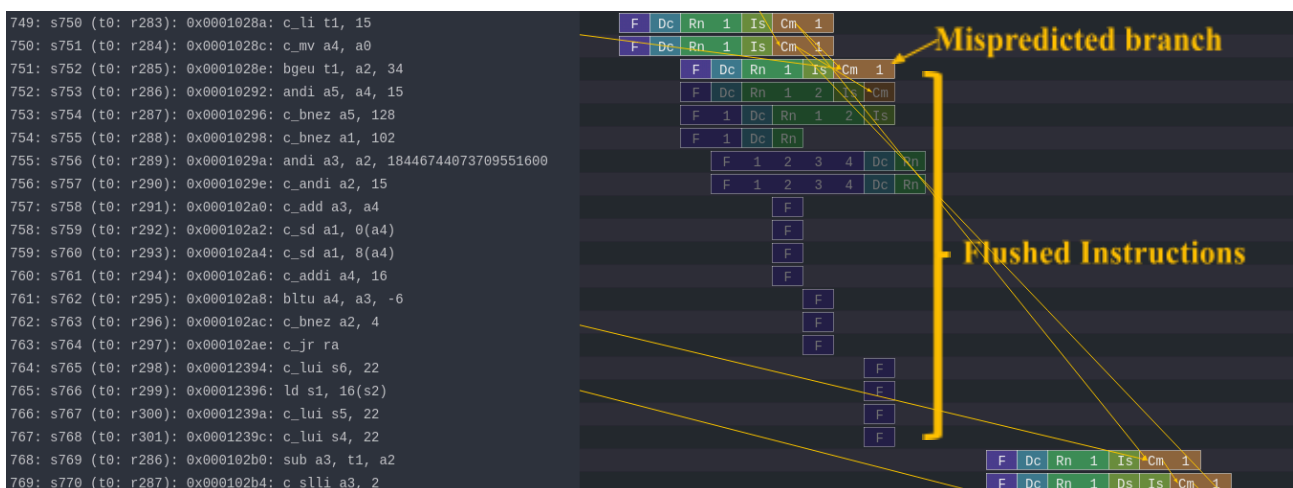 749: s750 (t0: r283): 0x0001028a: c_li t1, 15 F Dc Rn 1 Is Cm 1
750: s751 (t0: r284): 0x0001028c: c_mv a4, a0 F Dc Rn 1 Is Cm 1 Mispredicted branch
751: s752 (t0: r285): 0x0001028e: bgeu t1, a2, 34 F Dc Rn 1 Is Cm 1
752: s753 (t0: r286): 0x00010292: andi a5, a4, 15 F Dc Rn 1 2 Is Cm
753: s754 (t0: r287): 0x00010296: c_bnez a5, 128 F 1 Dc Rn 1 2 Is
754: s755 (t0: r288): 0x00010298: c_bnez a1, 102 F 1 Dc Rn
755: s756 (t0: r289): 0x0001029a: andi a3, a2, 18446744073709551600 F 1 2 3 4 Dc Rn
756: s757 (t0: r290): 0x0001029e: c_andi a2, 15 F 1 2 3 4 Dc Rn
757: s758 (t0: r291): 0x000102a0: c_add a3, a4 F
758: s759 (t0: r292): 0x000102a2: c_sd a1, 0(a4) F
759: s760 (t0: r293): 0x000102a4: c_sd a1, 8(a4) F Flushed Instructions
760: s761 (t0: r294): 0x000102a6: c_addi a4, 16 F
761: s762 (t0: r295): 0x000102a8: bltu a4, a3, -6 F
762: s763 (t0: r296): 0x000102ac: c_bnez a2, 4 F
763: s764 (t0: r297): 0x000102ae: c_jr ra F
764: s765 (t0: r298): 0x00012394: c_lui s6, 22 F
765: s766 (t0: r299): 0x00012396: ld s1, 16(s2) F
766: s767 (t0: r300): 0x0001239a: c_lui s5, 22 F
767: s768 (t0: r301): 0x0001239c: c_lui s4, 22 F
768: s769 (t0: r286): 0x000102b0: sub a3, t1, a2 F Dc Rn 1 Is Cm 1
769: s770 (t0: r287): 0x000102b4: c_slli a3, 2 F Dc Rn 1 Ds Is Cm 1